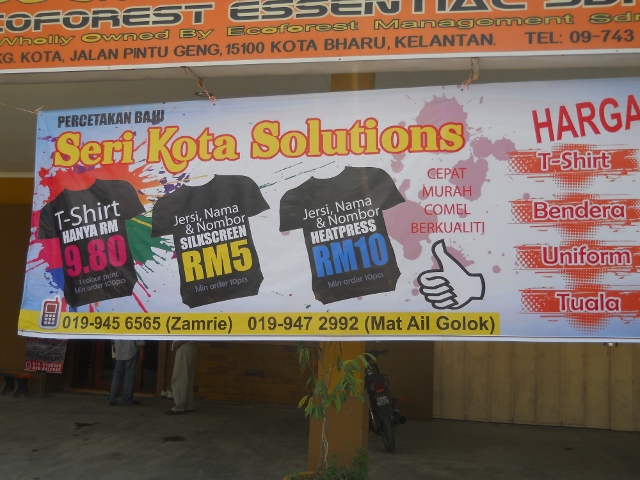 ECOFOREST ESSENTIAL
Wholly Owned By Ecoforest Management Sdn
KG. KOTA, JALAN PINTU GENG, 15100 KOTA BHARU, KELANTAN. TEL: 09-743
PERCETAKAN BAJU
Seri Kota Solutions
T-Shirt
HANYA RM
9.80
1 colour print
Min order 100pcs
Jersi, Nama
& Nombor
SILKSCREEN
RM5
Min order 10pcs
Jersi, Nama
& Nombor
HEATPRESS
RM10
Min order 10pcs
CEPAT
MURAH
COMEL
BERKUALITI
HARGA
T-Shirt
Bendera
Uniform
Tuala
019-945 6565 (Zamrie) 019-947 2992 (Mat Ail Golok)